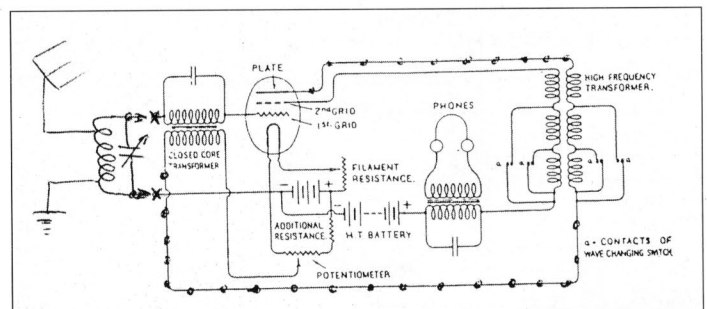 PLATE
HIGH FREQUENCY
TRANSFORMER.
PHONES
2nd GRID
1st. GRID
CLOSED CORE
TRANSFORMER
FILAMENT
RESISTANCE.
a
a
a
a
- +
- +
ADDITIONAL
RESISTANCE.
H.T BATTERY
POTENTIOMETER
a = CONTACTS OF
WAVE CHANGING SWITCH